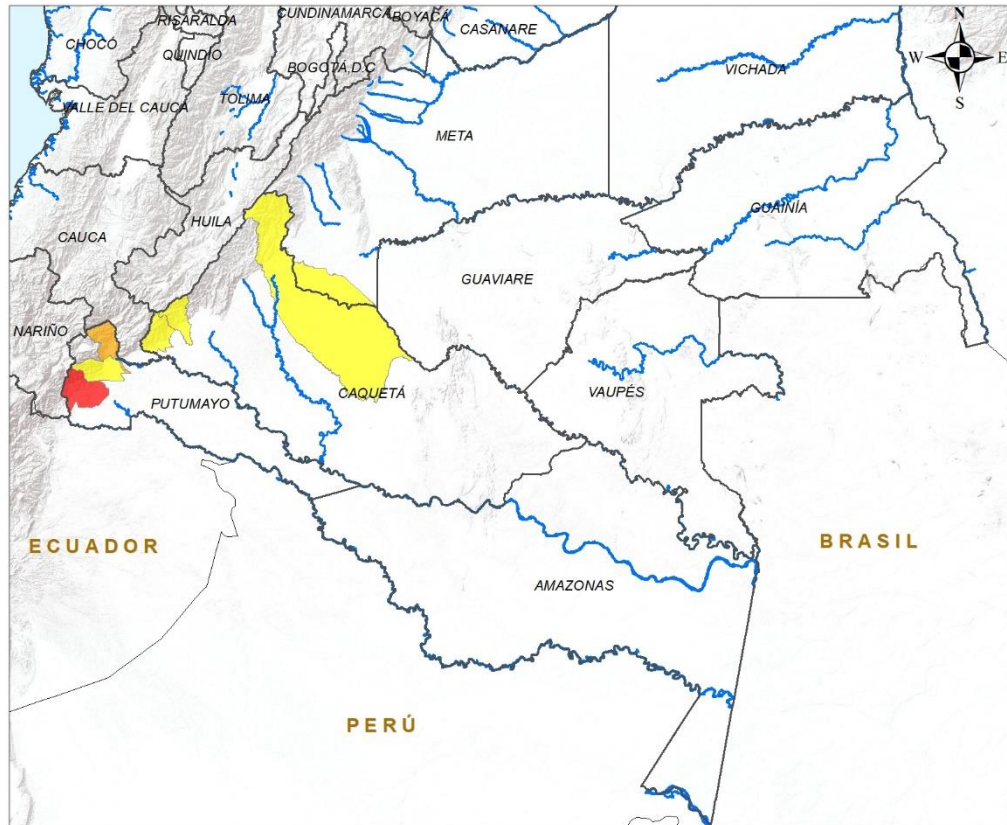 RISARALDA
CUNDINAMARCA
BOYACÁ
CASANARE
N
CHOCÓ
QUINDÍO
BOGOTÁ D.C
W
E
VICHADA
S
VALLE DEL CAUCA
TOLIMA
META
HUILA
GUAINÍA
CAUCA
GUAVIARE
NARIÑO
CAQUETÁ
VAUPÉS
PUTUMAYO
ECUADOR
BRASIL
AMAZONAS
PERÚ